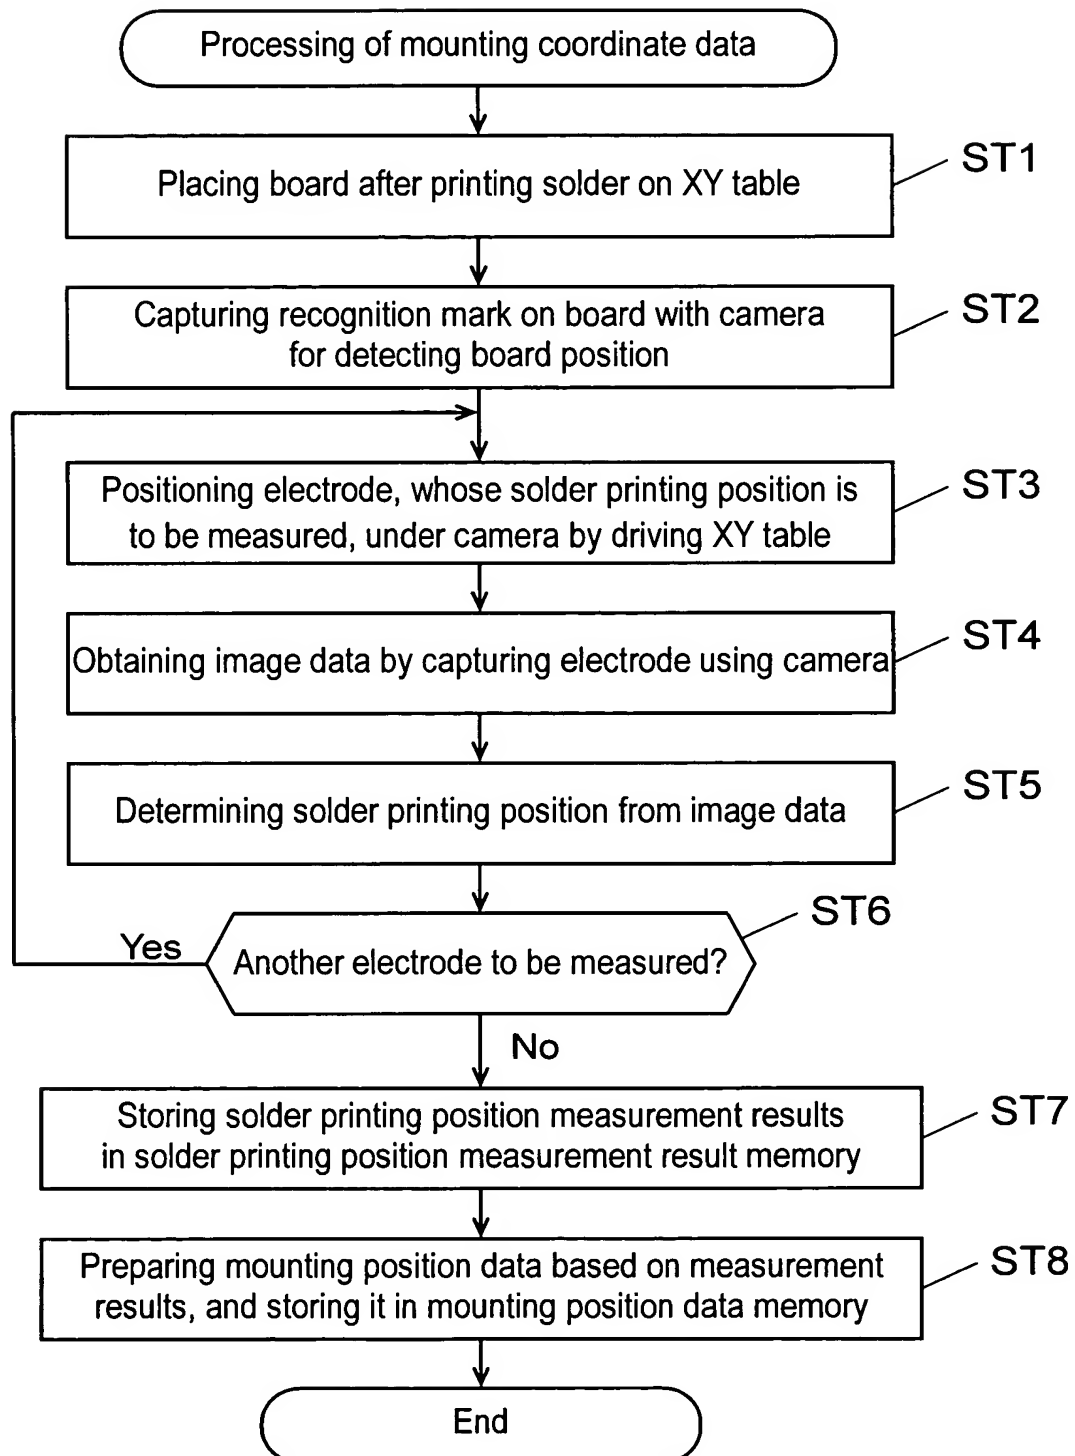 Processing of mounting coordinate data
Placing board after printing solder on XY table
ST1
Capturing recognition mark on board with camera
for detecting board position
ST2
Positioning electrode, whose solder printing position is
to be measured, under camera by driving XY table
ST3
Obtaining image data by capturing electrode using camera
ST4
Determining solder printing position from image data
ST5
Another electrode to be measured?
ST6
Yes
No
Storing solder printing position measurement results
in solder printing position measurement result memory
ST7
Preparing mounting position data based on measurement
results, and storing it in mounting position data memory
ST8
End